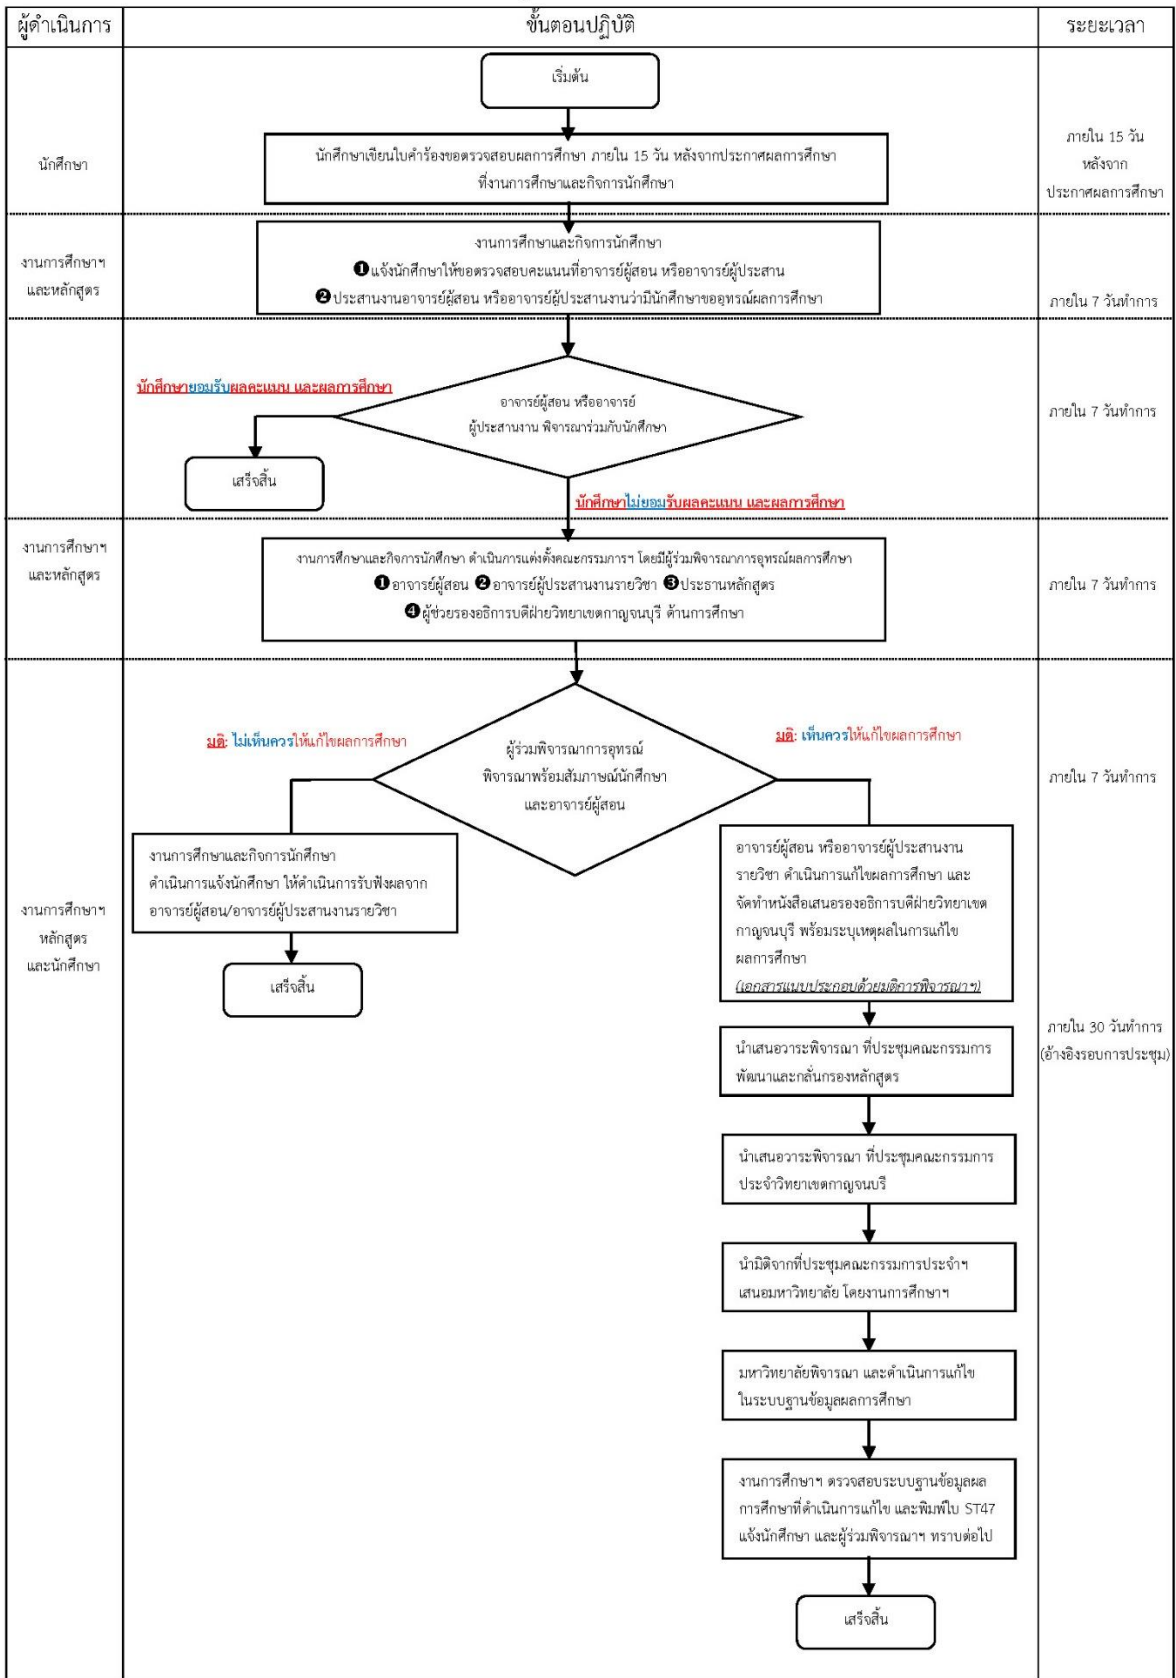 ผู้ดำเนินการ
ขั้นตอนปฏิบัติ
ระยะเวลา
เริ่มต้น
นักศึกษา
นักศึกษาเขียนใบคำร้องขอตรวจสอบผลการศึกษา ภายใน 15 วัน หลังจากประกาศผลการศึกษา
ที่งานการศึกษาและกิจการนักศึกษา
ภายใน 15 วัน
หลังจาก
ประกาศผลการศึกษา
งานการศึกษาฯ
และหลักสูตร
งานการศึกษาและกิจการนักศึกษา
❶แจ้งนักศึกษาให้ขอตรวจสอบคะแนนที่อาจารย์ผู้สอน หรืออาจารย์ผู้ประสาน
❷ประสานงานอาจารย์ผู้สอน หรืออาจารย์ผู้ประสานงานว่ามีนักศึกษาขออุทรณ์ผลการศึกษา
ภายใน 7 วันทำการ
นักศึกษายอมรับผลคะแนน และผลการศึกษา
อาจารย์ผู้สอน หรืออาจารย์
ผู้ประสานงาน พิจารณาร่วมกับนักศึกษา
ภายใน 7 วันทำการ
เสร็จสิ้น
นักศึกษาไม่ยอมรับผลคะแนน และผลการศึกษา
งานการศึกษาฯ
และหลักสูตร
งานการศึกษาและกิจการนักศึกษา ดำเนินการแต่งตั้งคณะกรรมการฯ โดยมีผู้ร่วมพิจารณาการอุทรณ์ผลการศึกษา
❶อาจารย์ผู้สอน ❷อาจารย์ผู้ประสานงานรายวิชา ❸ประธานหลักสูตร
❹ผู้ช่วยรองอธิการบดีฝ่ายวิทยาเขตกาญจนบุรี ด้านการศึกษา
ภายใน 7 วันทำการ
มติ: ไม่เห็นควรให้แก้ไขผลการศึกษา
มติ: เห็นควรให้แก้ไขผลการศึกษา
ผู้ร่วมพิจารณาการอุทรณ์
พิจารณาพร้อมสัมภาษณ์นักศึกษา
และอาจารย์ผู้สอน
ภายใน 7 วันทำการ
งานการศึกษาฯ
หลักสูตร
และนักศึกษา
งานการศึกษาและกิจการนักศึกษา
ดำเนินการแจ้งนักศึกษา ให้ดำเนินการรับฟังผลจาก
อาจารย์ผู้สอน/อาจารย์ผู้ประสานงานรายวิชา
เสร็จสิ้น
อาจารย์ผู้สอน หรืออาจารย์ผู้ประสานงาน
รายวิชา ดำเนินการแก้ไขผลการศึกษา และ
จัดทำหนังสือเสนอรองอธิการบดีฝ่ายวิทยาเขต
กาญจนบุรี พร้อมระบุเหตุผลในการแก้ไข
ผลการศึกษา
(เอกสารแนบประกอบด้วยมติการพิจารณาฯ)
ภายใน 30 วันทำการ
(อ้างอิงรอบการประชุม)
นำเสนอวาระพิจารณา ที่ประชุมคณะกรรมการ
พัฒนาและกลั่นกรองหลักสูตร
นำเสนอวาระพิจารณา ที่ประชุมคณะกรรมการ
ประจำวิทยาเขตกาญจนบรี
นำมิติจากที่ประชุมคณะกรรมการประจำฯ
เสนอมหาวิทยาลัย โดยงานการศึกษาฯ
มหาวิทยาลัยพิจารณา และดำเนินการแก้ไข
ในระบบฐานข้อมูลผลการศึกษา
งานการศึกษาฯ ตรวจสอบระบบฐานข้อมูลผล
การศึกษาที่ดำเนินการแก้ไข และพิมพ์ใบ ST47
แจ้งนักศึกษา และผู้ร่วมพิจารณาฯ ทราบต่อไป
เสร็จสิ้น